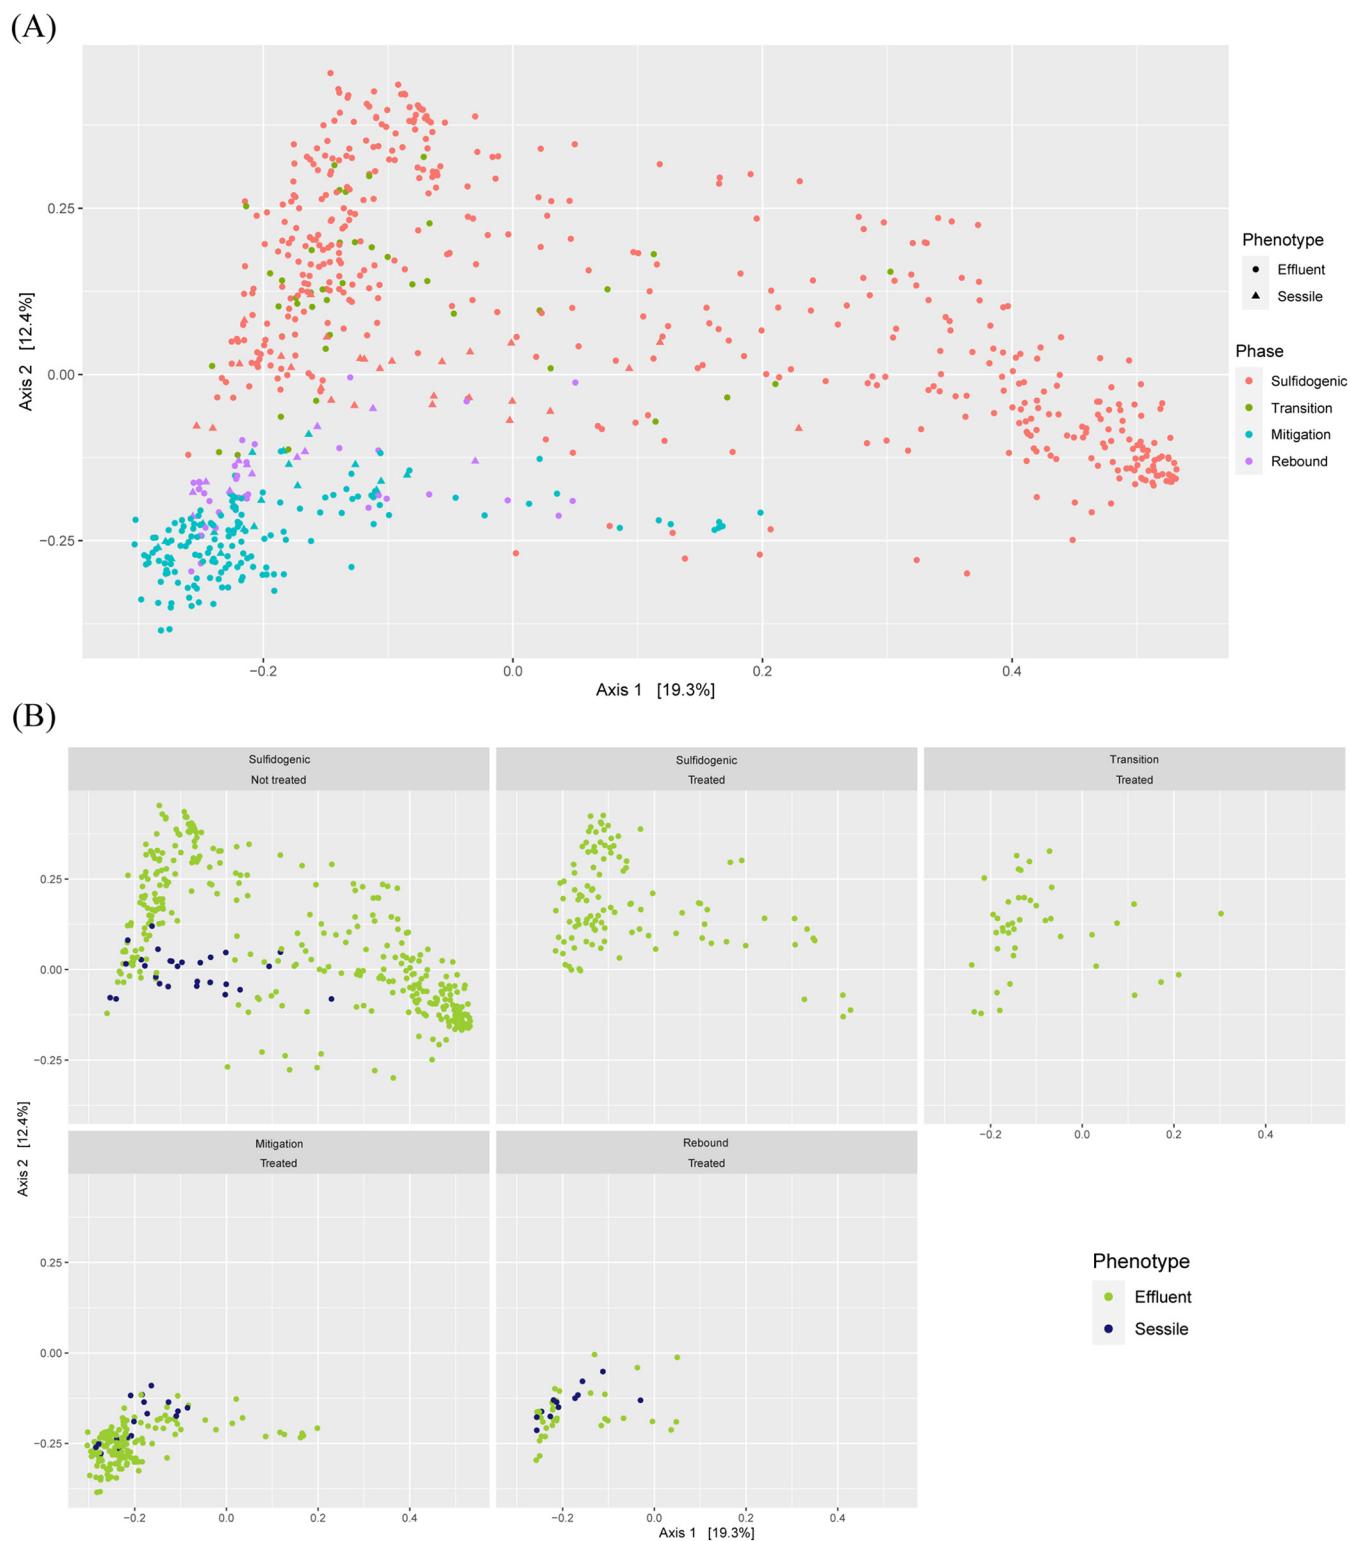 (A)
0.25
0.00
−0.25
Axis 2 [12.4%]
−0.2 0.0 0.2 0.4
Axis 1 [19.3%]
Phenotype
Effluent
Sessile
Phase
Sulfidogenic
Transition
Mitigation
Rebound
(B)
Sulfidogenic
Not treated
Sulfidogenic
Treated
Transition
Treated
0.25
0.00
−0.25
−0.2 0.0 0.2 0.4
Axis 2 [12.4%]
Mitigation
Treated
Rebound
Treated
0.25
0.00
−0.25
−0.2 0.0 0.2 0.4
−0.2 0.0 0.2 0.4
Axis 1 [19.3%]
Phenotype
Effluent
Sessile